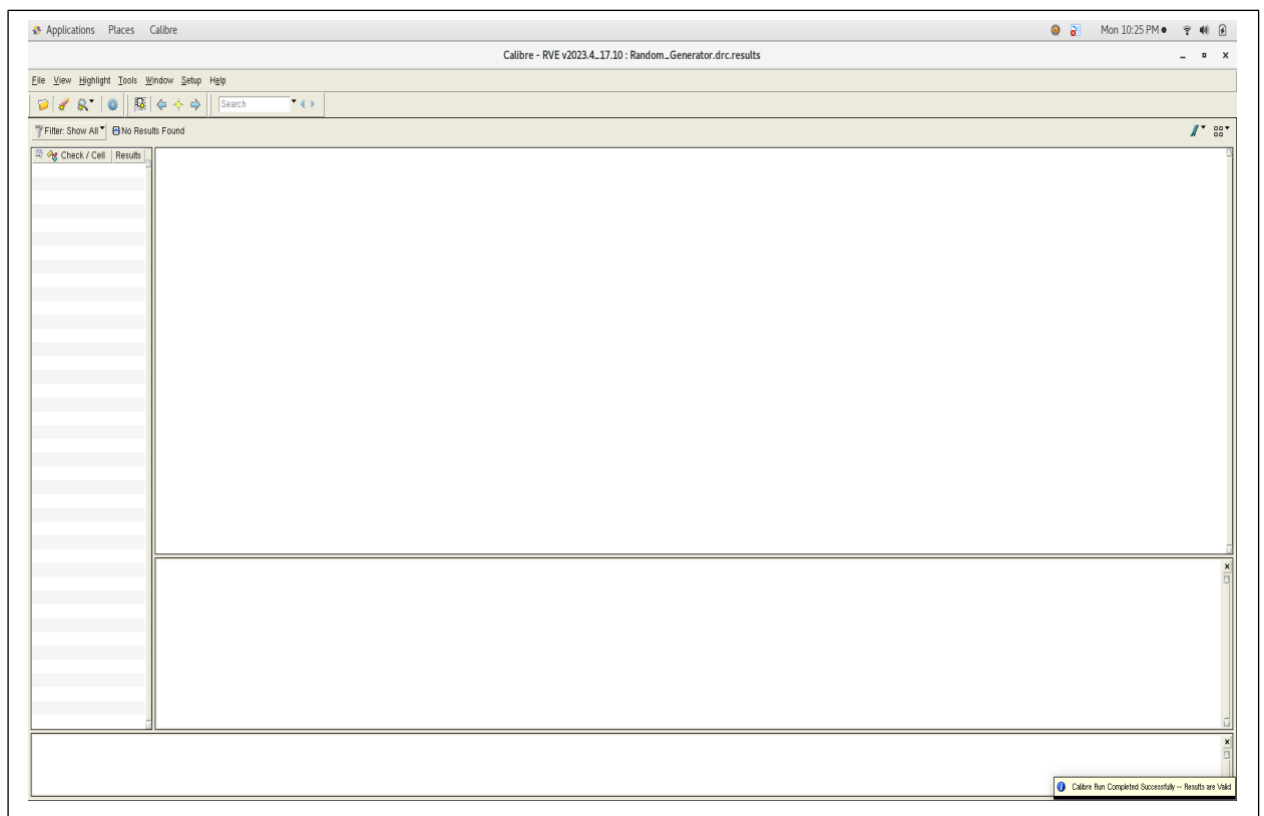 Applications Places Calibre Mon 10:25 PM
Calibre - RVE v2023.4_17.10 : Random_Generator.drc.results
File View Highlight Tools Window Setup Help
Search
Filter: Show All No Results Found
Check / Cell Results
Calibre Run Completed Successfully -- Results are Valid